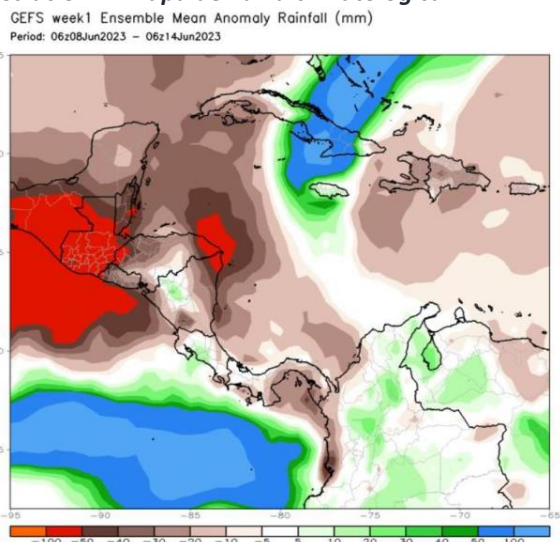 GEFS week1 Ensemble Mean Anomaly Rainfall (mm)
Period: 06z08Jun2023 – 06z14Jun2023
-95 -90 -85 -80 -75 -70 -65
-100 -50 -40 -30 -20 -10 -5 5 10 20 30 40 50 100